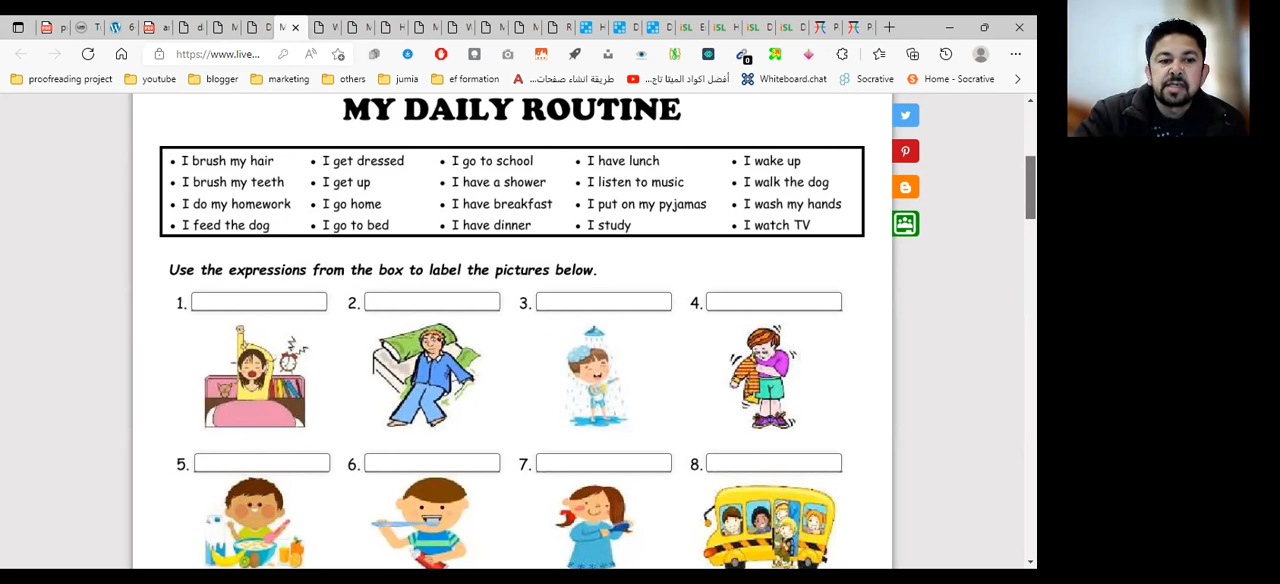 https://www.live...
proofreading project
youtube
blogger
marketing
others
jumia
ef formation
طريقة انشاء صفحات...
أفضل اكواد الميتا تاج...
Whiteboard.chat
Socrative
Home - Socrative
MY DAILY ROUTINE
• I brush my hair • I get dressed • I go to school • I have lunch • I wake up
• I brush my teeth • I get up • I have a shower • I listen to music • I walk the dog
• I do my homework • I go home • I have breakfast • I put on my pyjamas • I wash my hands
• I feed the dog • I go to bed • I have dinner • I study • I watch TV
Use the expressions from the box to label the pictures below.
1. 2. 3. 4.
5. 6. 7. 8.